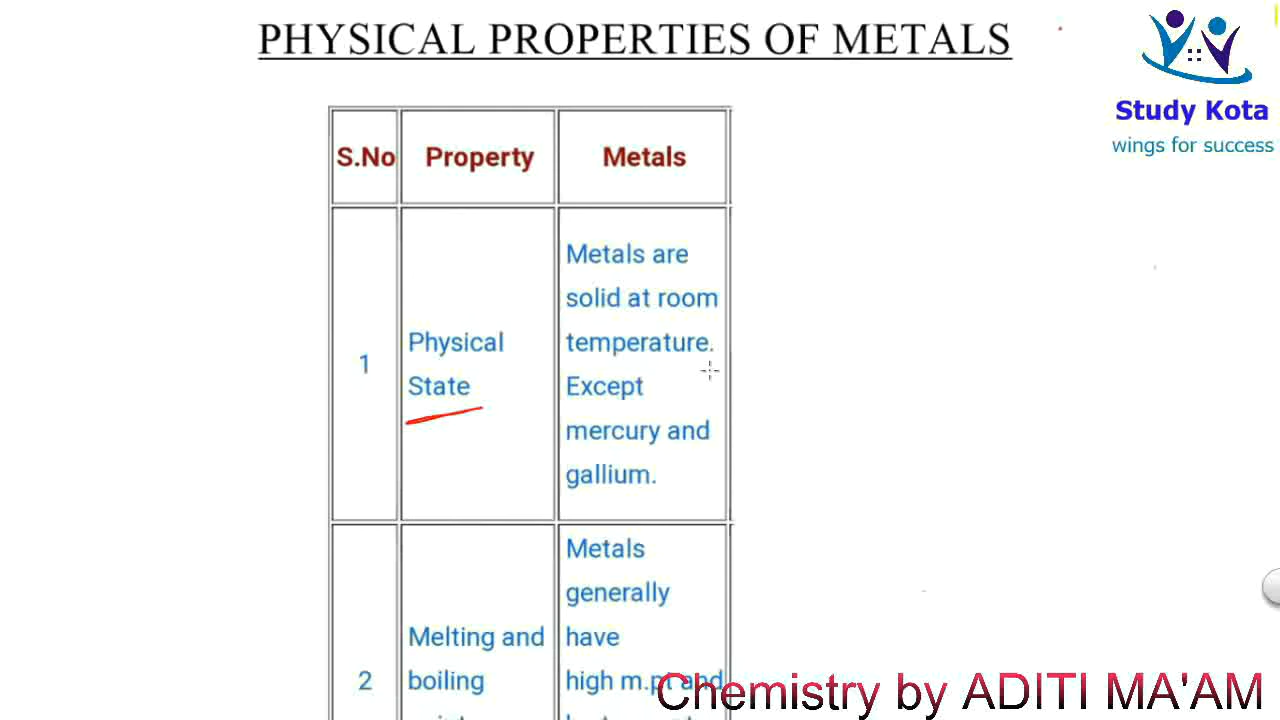 PHYSICAL PROPERTIES OF METALS
Study Kota
wings for success
S.No
Property
Metals
1
Physical
State
Metals are
solid at room
temperature.
Except
mercury and
gallium.
2
Melting and
boiling
Metals
generally
have
high m.pt and
Chemistry by ADITI MA'AM